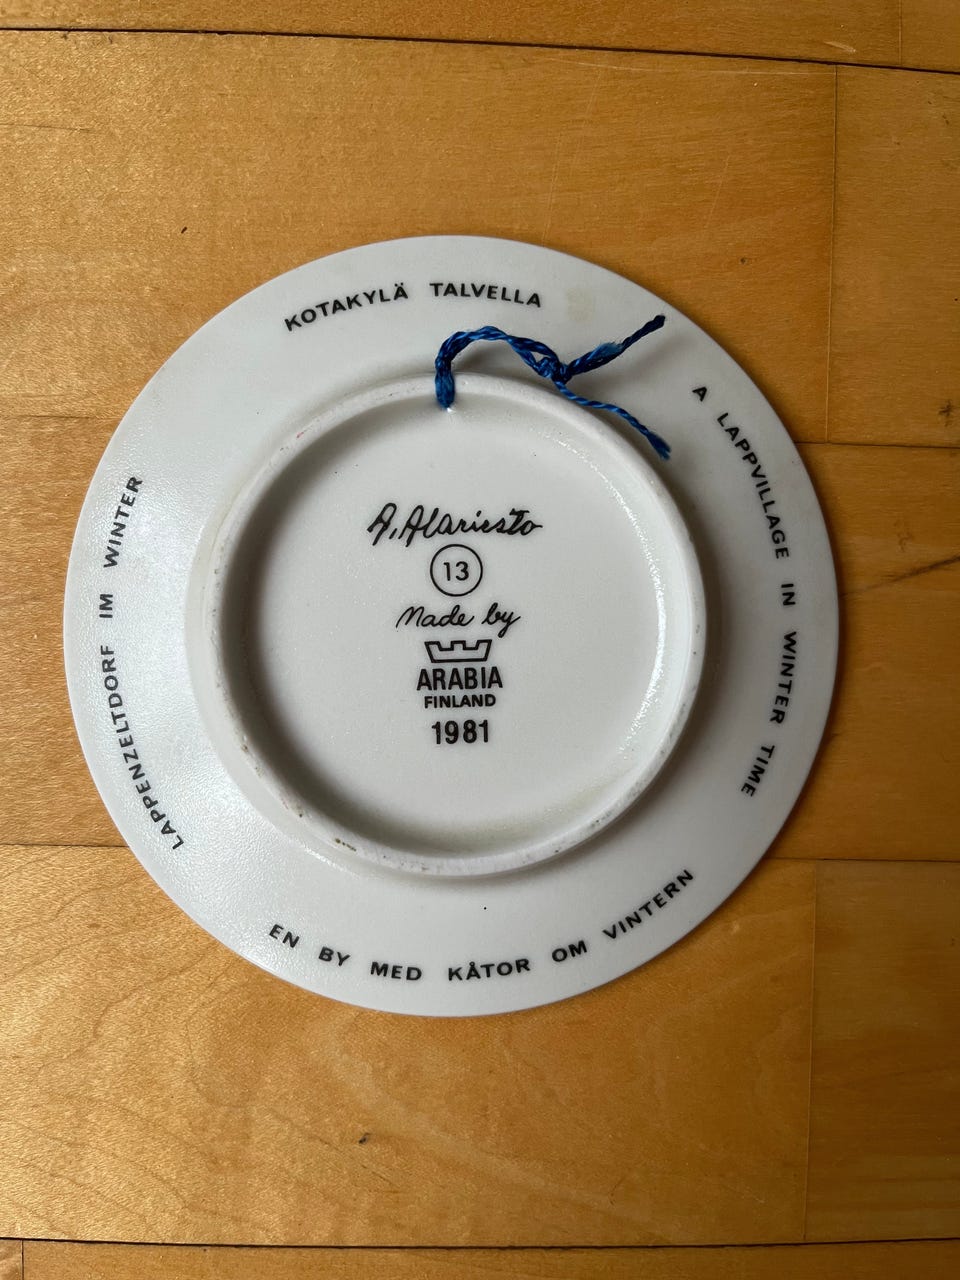 KOTAKYLÄ TALVELLA
A LAPPVILLAGE IN WINTER TIME
EN BY MED KÅTOR OM VINTERN
LAPPENZELTDORF IM WINTER
A. Alariesto
13
Made by
ARABIA
FINLAND
1981